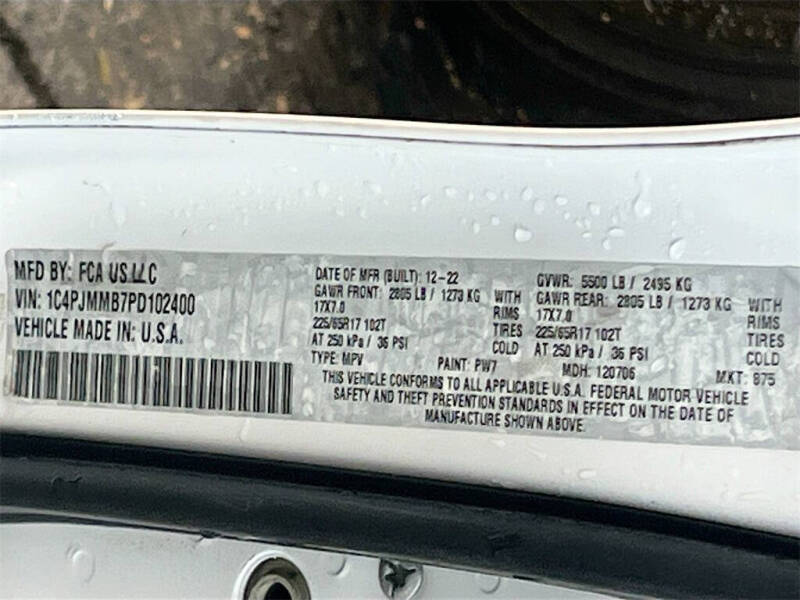 MFD BY: FCA US LLC
VIN: 1C4PJMMB7PD102400
VEHICLE MADE IN: U.S.A.
DATE OF MFR (BUILT): 12-22 GVWR: 5500 LB / 2495 KG
GAWR FRONT: 2805 LB / 1273 KG WITH GAWR REAR: 2805 LB / 1273 KG WITH
17X7.0 RIMS 17X7.0 RIMS
225/65R17 102T TIRES 225/65R17 102T TIRES
AT 250 kPa / 36 PSI COLD AT 250 kPa / 36 PSI COLD
TYPE: MPV PAINT: PW7 MDH: 120706 MKT: 875
THIS VEHICLE CONFORMS TO ALL APPLICABLE U.S.A. FEDERAL MOTOR VEHICLE
SAFETY AND THEFT PREVENTION STANDARDS IN EFFECT ON THE DATE OF
MANUFACTURE SHOWN ABOVE.